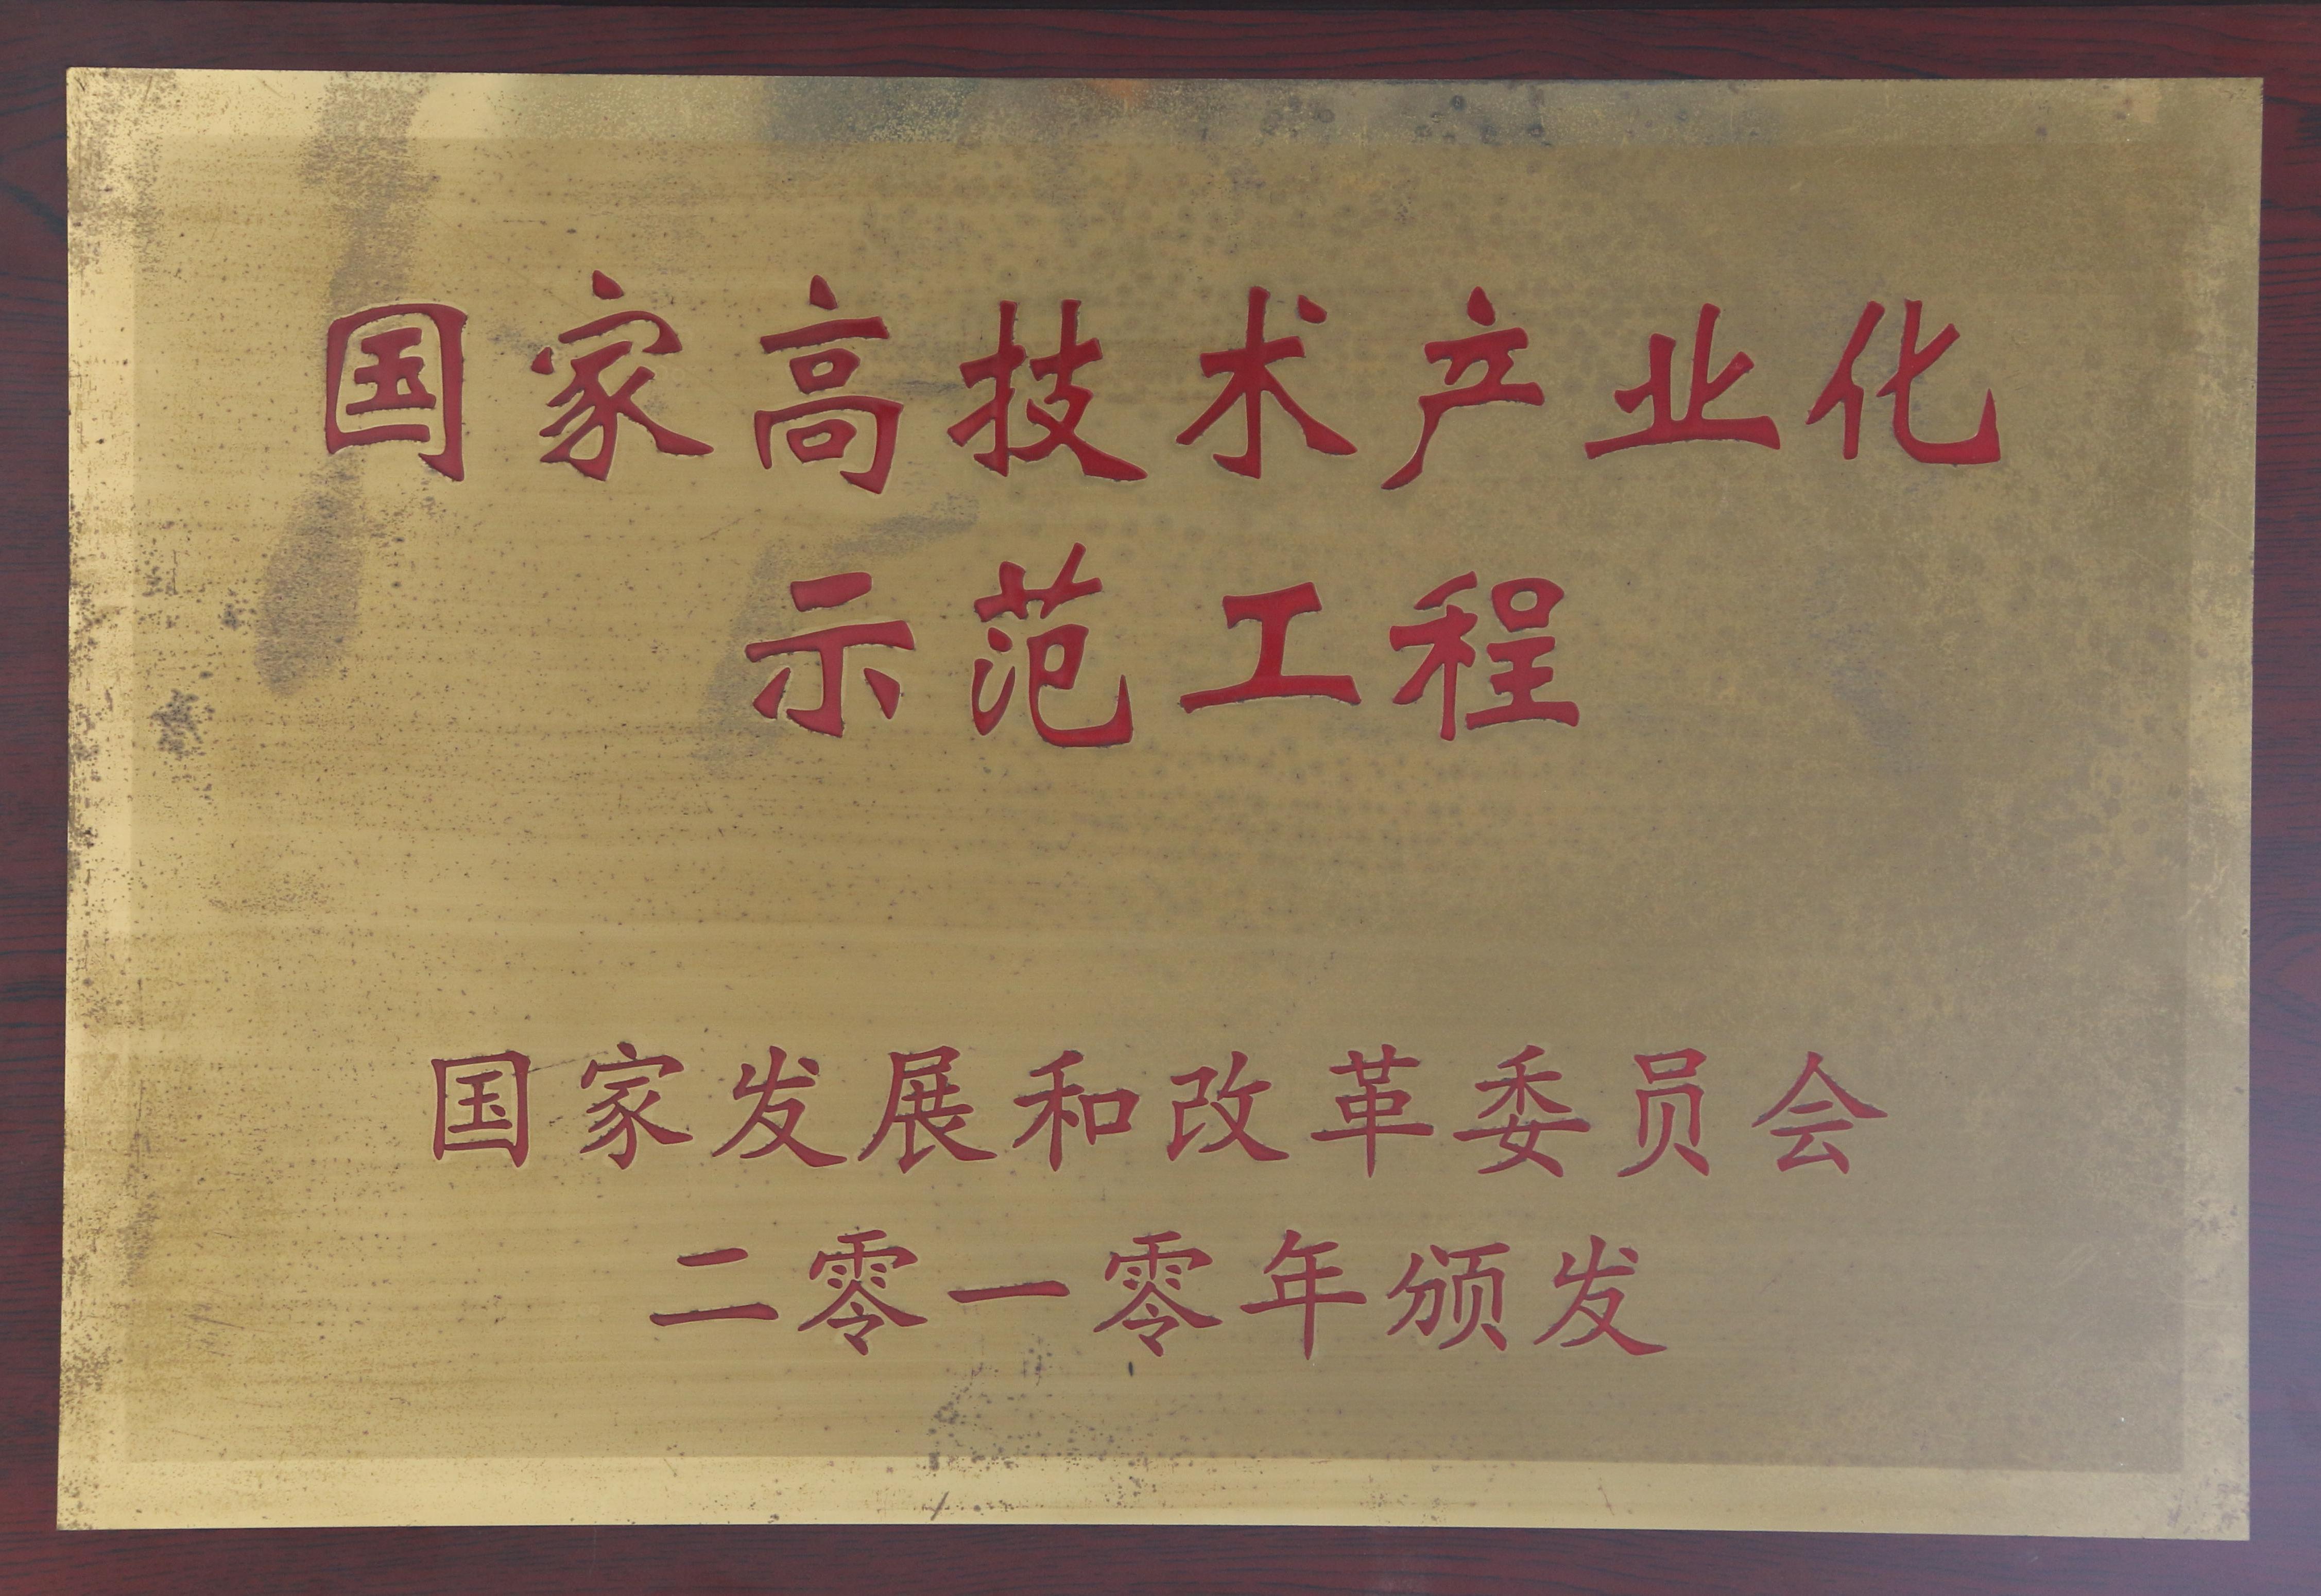 国家高技术产业化
示范工程
国家发展和改革委员会
二零一零年颁发